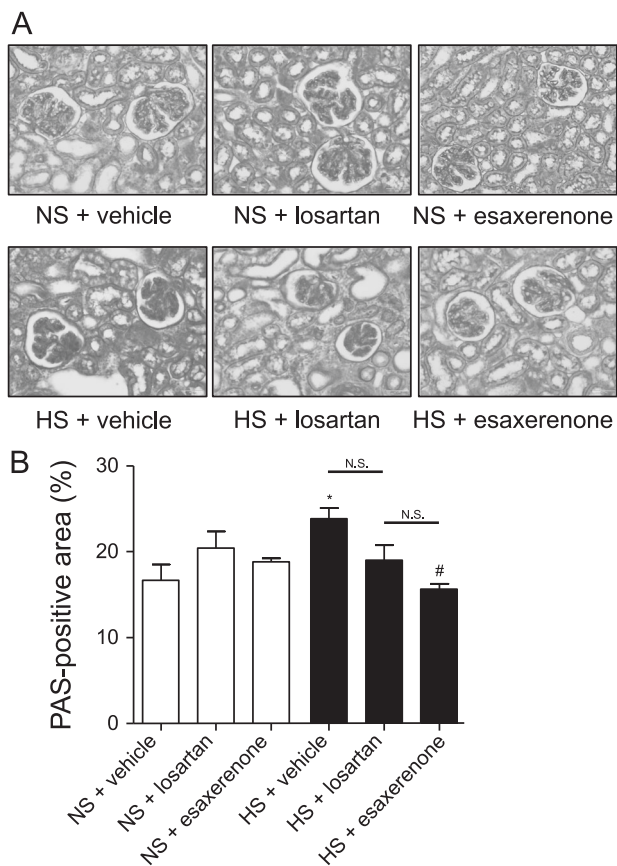 A
NS + vehicle
NS + losartan
NS + esaxerenone
HS + vehicle
HS + losartan
HS + esaxerenone
B
PAS-positive area (%)
30
20
10
0
N.S.
N.S.
*
#
NS + vehicle
NS + losartan
NS + esaxerenone
HS + vehicle
HS + losartan
HS + esaxerenone